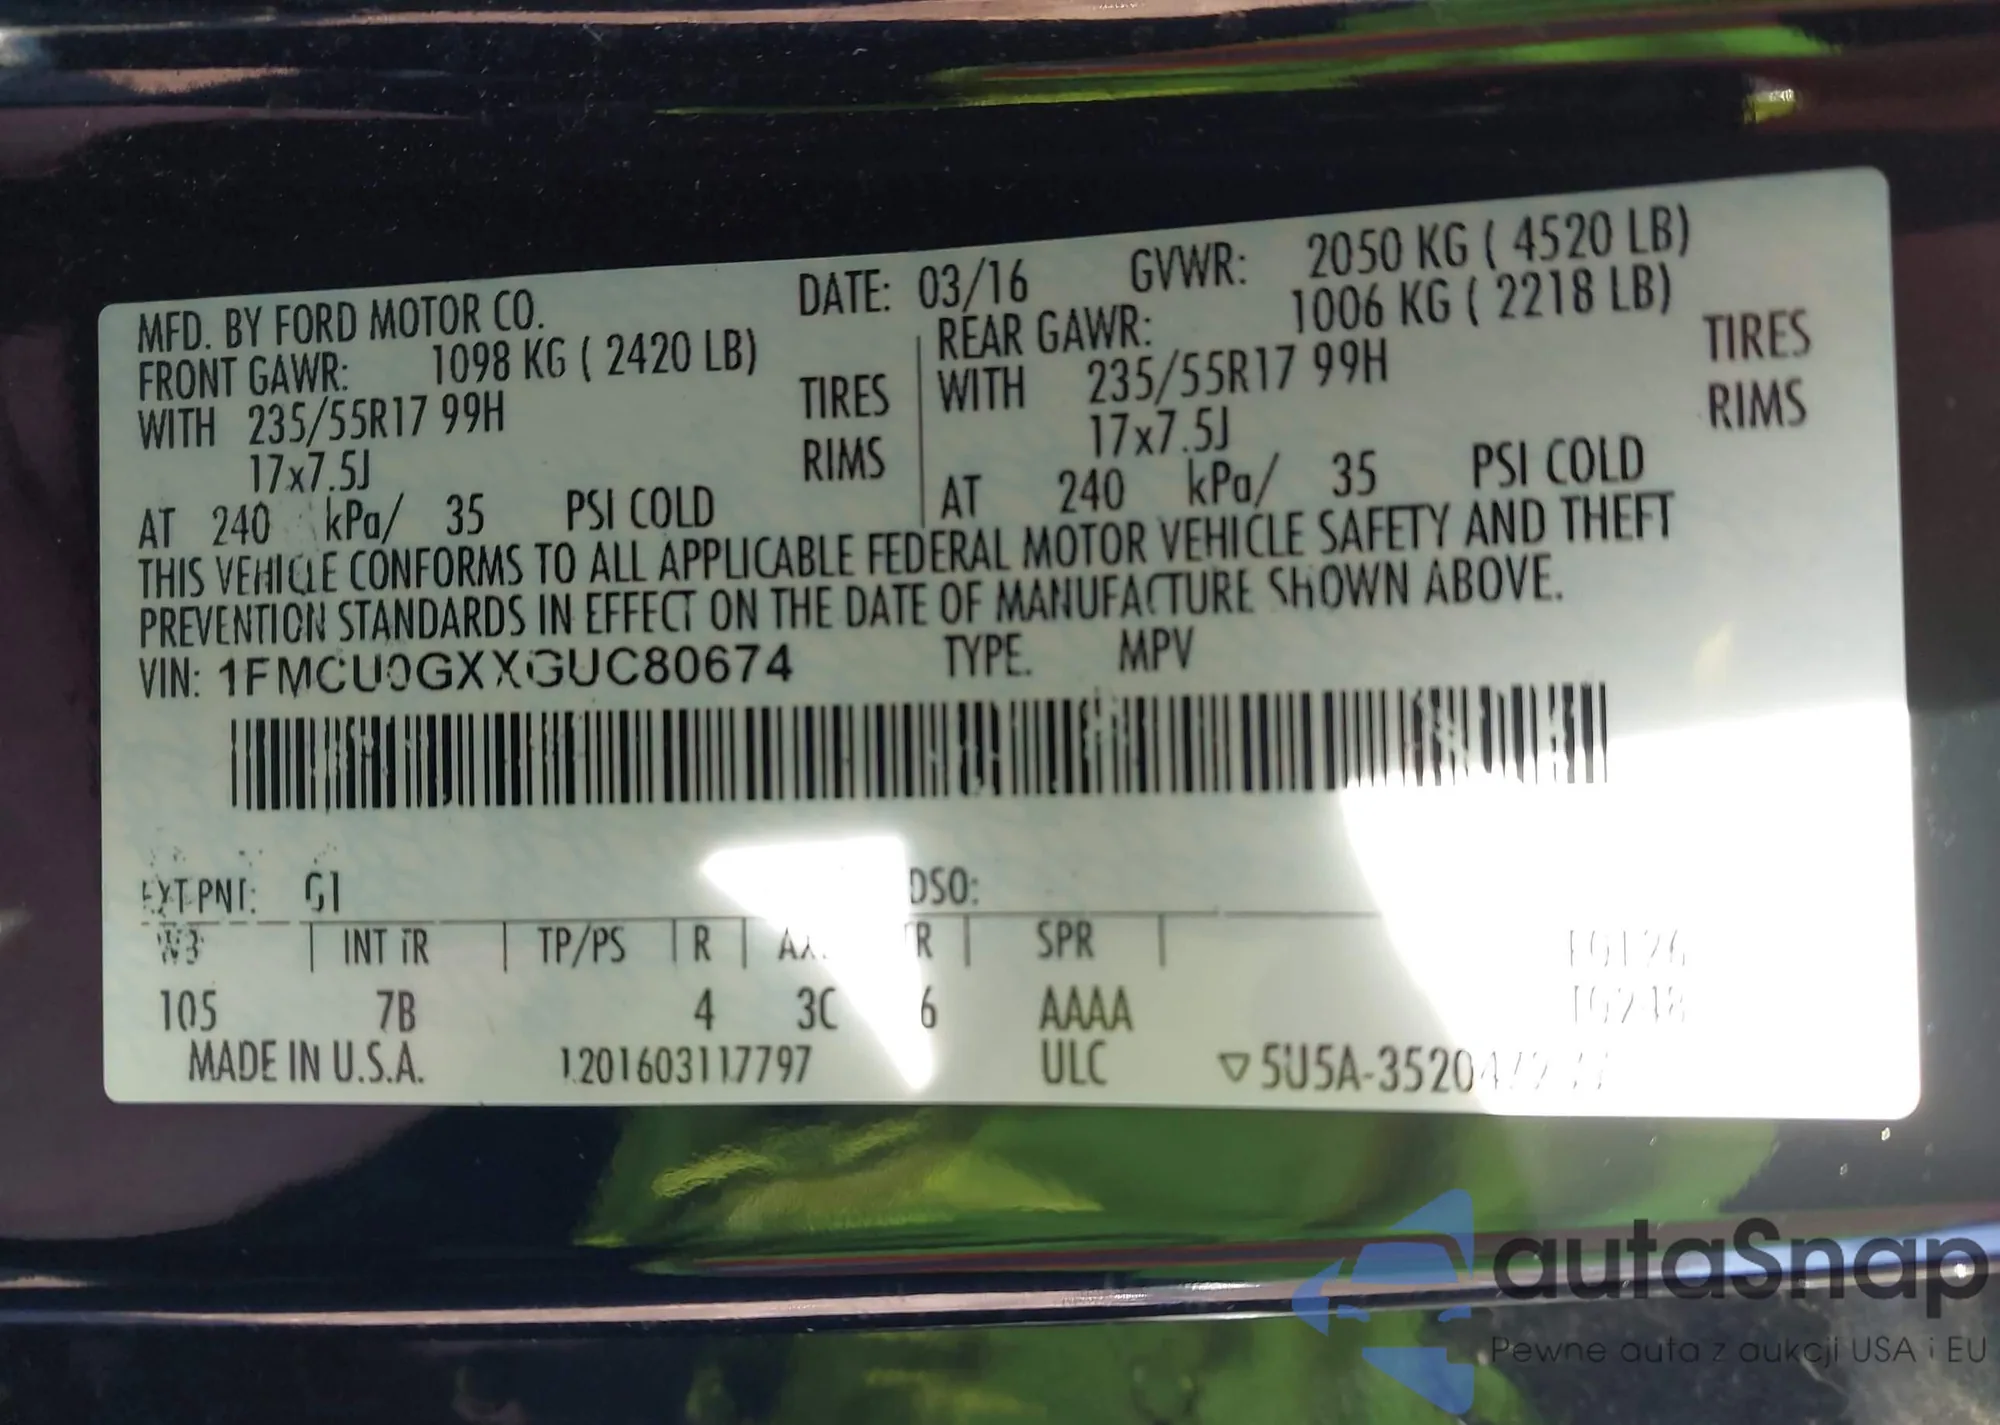 MFD. BY FORD MOTOR CO. DATE: 03/16 GVWR: 2050 KG ( 4520 LB)
FRONT GAWR: 1098 KG ( 2420 LB) REAR GAWR: 1006 KG ( 2218 LB)
WITH 235/55R17 99H TIRES WITH 235/55R17 99H TIRES
17x7.5J RIMS 17x7.5J RIMS
AT 240 kPa/ 35 PSI COLD AT 240 kPa/ 35 PSI COLD
THIS VEHICLE CONFORMS TO ALL APPLICABLE FEDERAL MOTOR VEHICLE SAFETY AND THEFT
PREVENTION STANDARDS IN EFFECT ON THE DATE OF MANUFACTURE SHOWN ABOVE.
VIN: 1FMCU0GXXGUC80674 TYPE: MPV
EXT PNT: G1 DSO:
WB INT TR TP/PS R R SPR
105 7B 4 3C 6 AAAA
MADE IN U.S.A. 1201603117797 ULC
autaSnap
Pewne auta z aukcji USA i EU